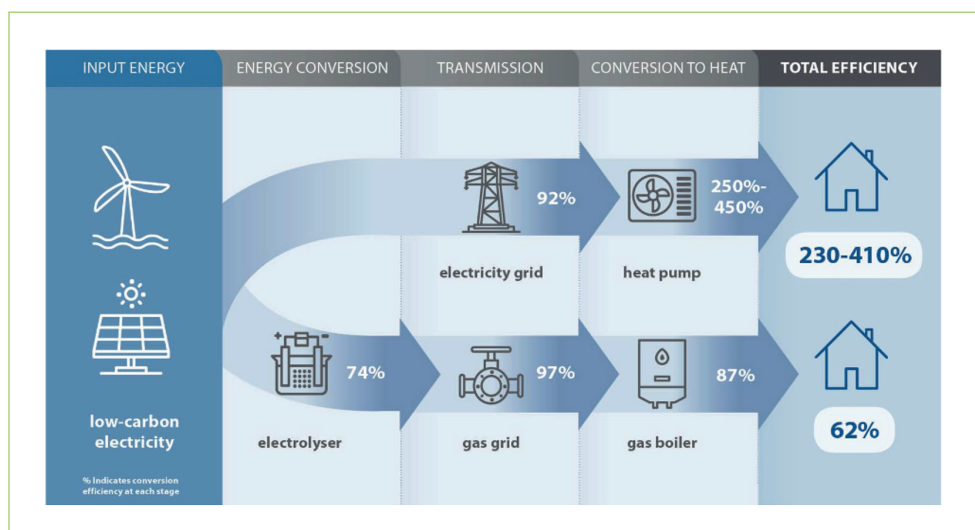 INPUT ENERGY
ENERGY CONVERSION
TRANSMISSION
CONVERSION TO HEAT
TOTAL EFFICIENCY
92%
250%-
450%
230-410%
electricity grid
heat pump
74%
97%
87%
62%
low-carbon
electricity
electrolyser
gas grid
gas boiler
% Indicates conversion
efficiency at each stage